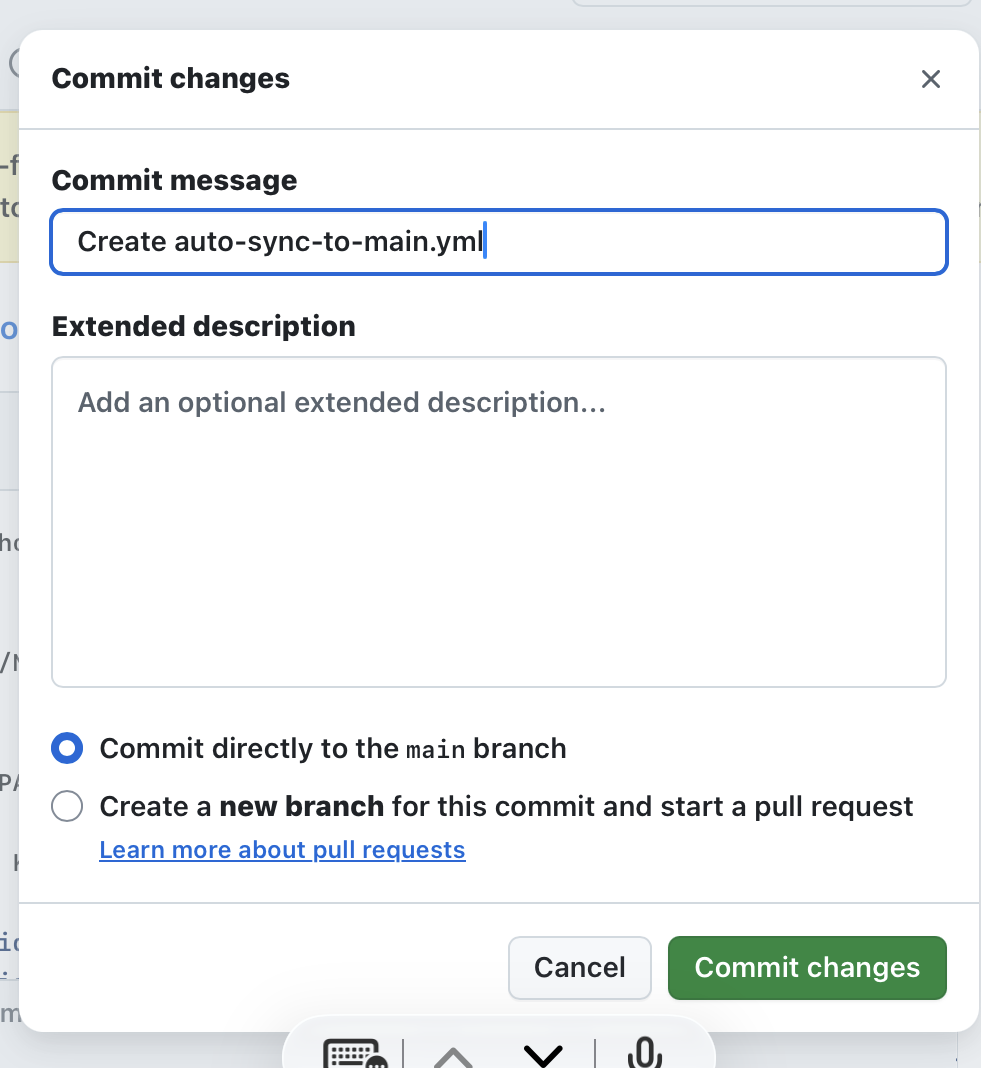 Commit changes
Commit message
Create auto-sync-to-main.yml
Extended description
Add an optional extended description...
Commit directly to the main branch
Create a new branch for this commit and start a pull request
Learn more about pull requests
Cancel
Commit changes